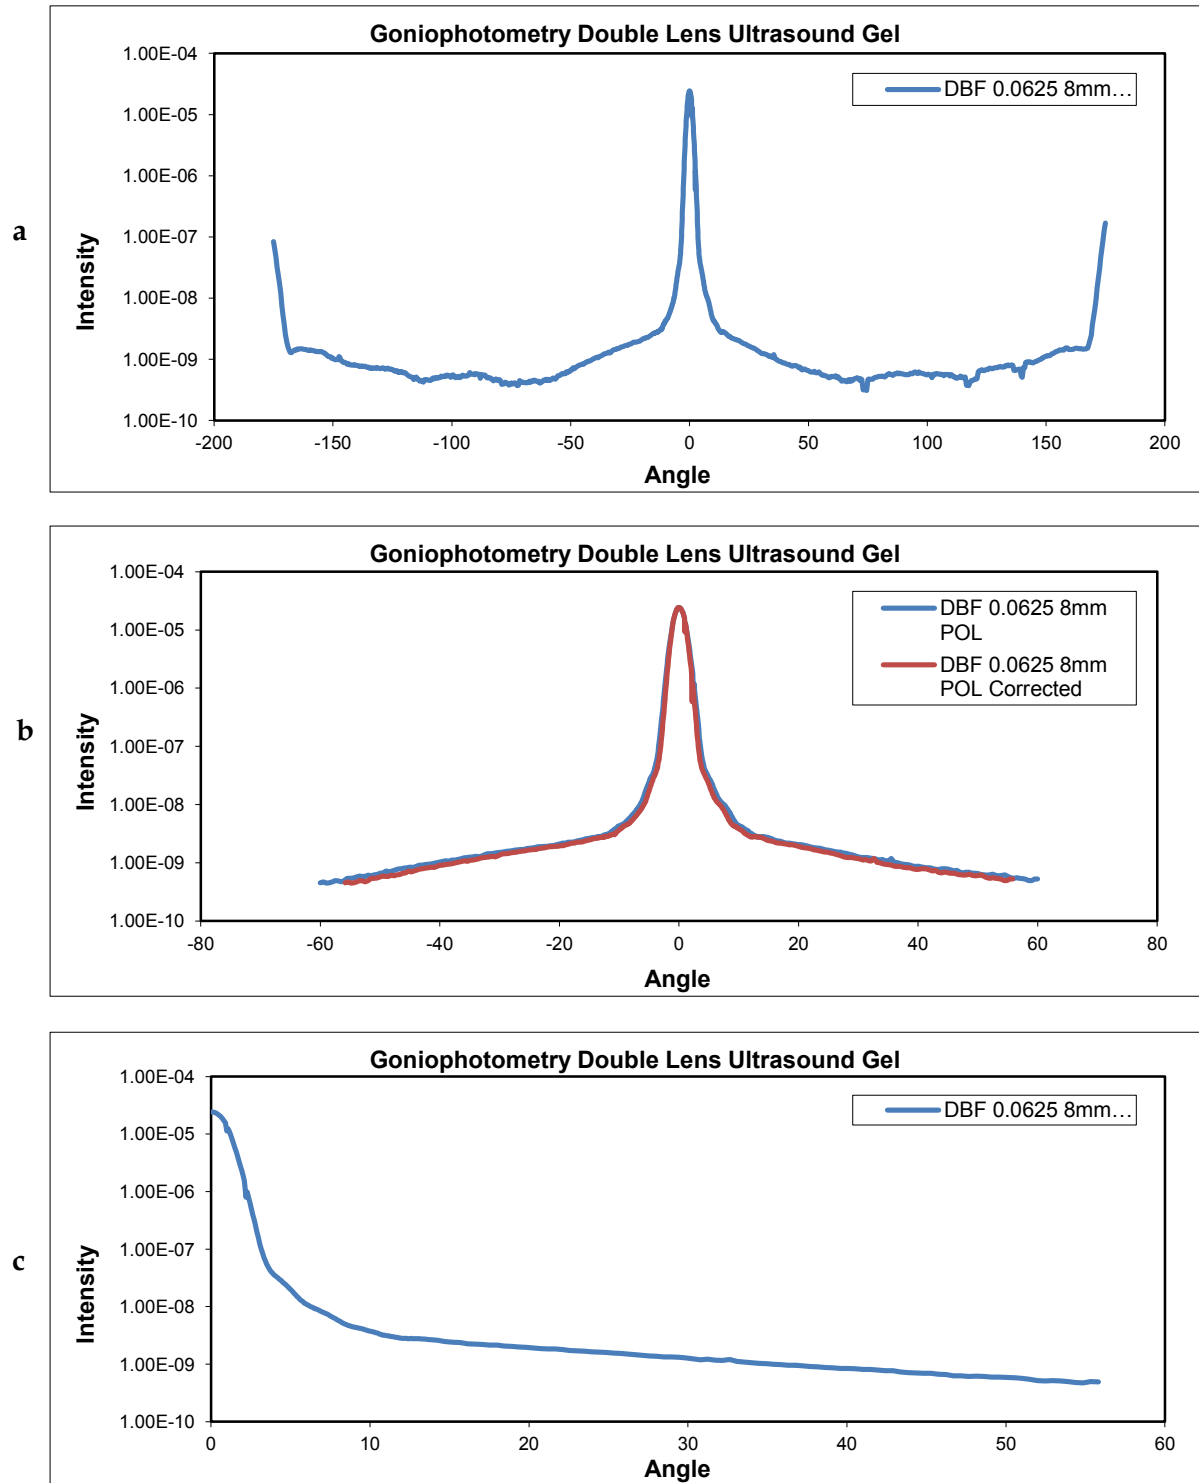 Goniophotometry Double Lens Ultrasound Gel
1.00E-04
DBF 0.0625 8mm…
1.00E-05
1.00E-06
a
1.00E-07
Intensity
1.00E-08
1.00E-09
1.00E-10
-200 -150 -100 -50 0 50 100 150 200
Angle
Goniophotometry Double Lens Ultrasound Gel
1.00E-04
DBF 0.0625 8mm
POL
1.00E-05
DBF 0.0625 8mm
POL Corrected
1.00E-06
b
1.00E-07
Intensity
1.00E-08
1.00E-09
1.00E-10
-80 -60 -40 -20 0 20 40 60 80
Angle
Goniophotometry Double Lens Ultrasound Gel
1.00E-04
DBF 0.0625 8mm…
1.00E-05
1.00E-06
1.00E-07
c
Intensity
1.00E-08
1.00E-09
1.00E-10
0 10 20 30 40 50 60
Angle